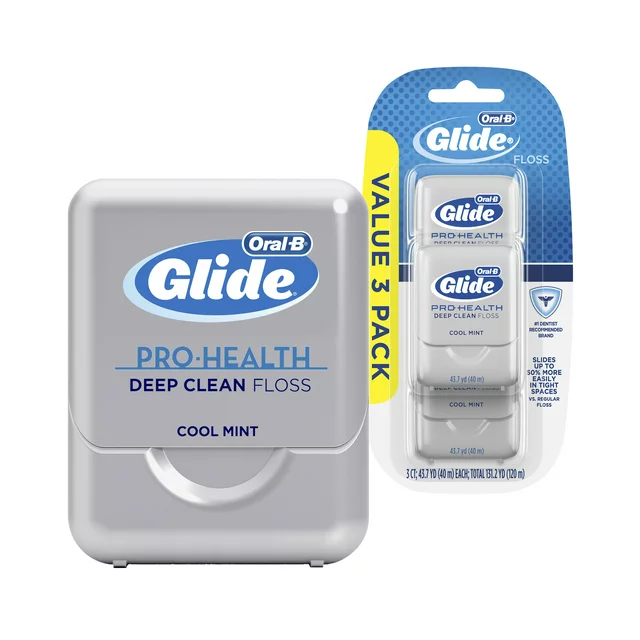 Oral-B
Glide
PRO-HEALTH
DEEP CLEAN FLOSS
COOL MINT
VALUE 3 PACK
Oral-B
Glide®
FLOSS
Oral-B
Glide
PRO-HEALTH
DEEP CLEAN FLOSS
Oral-B
Glide
PRO-HEALTH
DEEP CLEAN FLOSS
COOL MINT
43.7 yd (40 m)
DEEP CLEAN FLOSS
COOL MINT
43.7 yd (40 m)
#1 DENTIST
RECOMMENDED
BRAND
SLIDES
UP TO
50% MORE
EASILY
IN TIGHT
SPACES
VS. REGULAR
FLOSS
3 CT; 43.7 YD (40 m) EACH; TOTAL 131.2 YD (120 m)